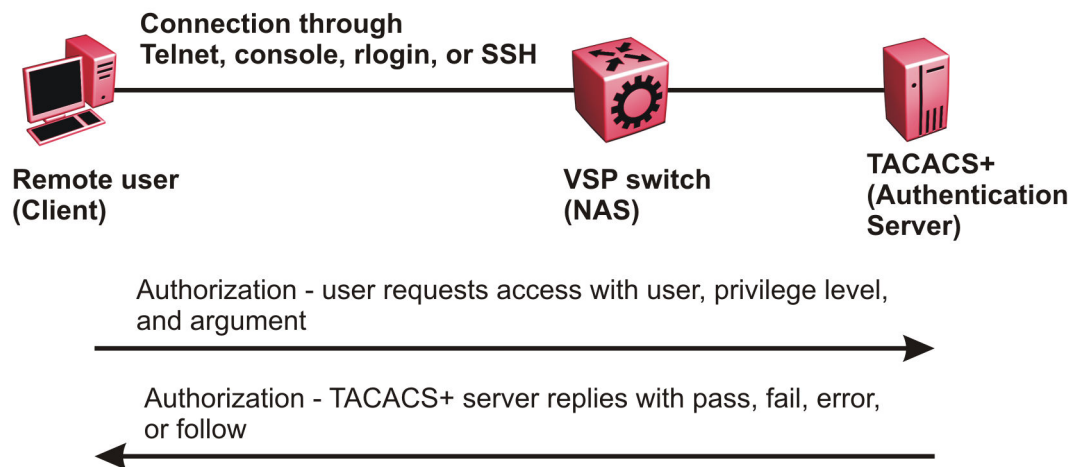 Connection through
Telnet, console, rlogin, or SSH
Remote user
(Client)
VSP switch
(NAS)
TACACS+
(Authentication
Server)
Authorization - user requests access with user, privilege level,
and argument
Authorization - TACACS+ server replies with pass, fail, error,
or follow